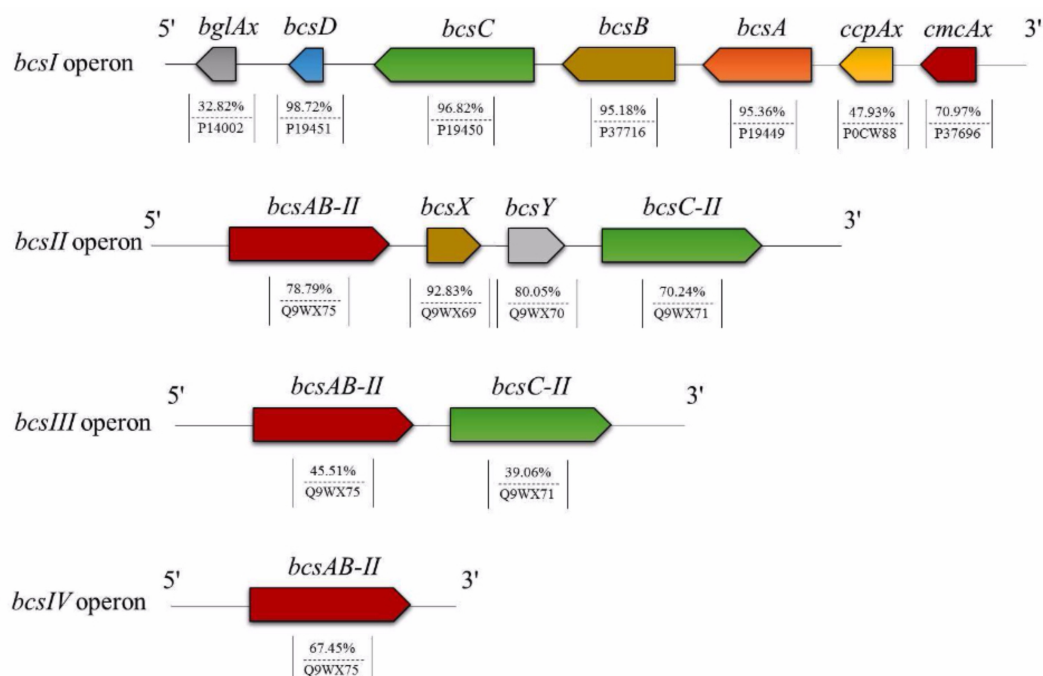 5' bglAx bcsD bcsC bcsB bcsA ccpAx cmcAx 3'
bcsI operon
32.82% 98.72% 96.82% 95.18% 95.36% 47.93% 70.97%
P14002 P19451 P19450 P37716 P19449 P0CW88 P37696
5' bcsAB-II bcsX bcsY bcsC-II 3'
bcsII operon
78.79% 92.83% 80.05% 70.24%
Q9WX75 Q9WX69 Q9WX70 Q9WX71
5' bcsAB-II bcsC-II 3'
bcsIII operon
45.51% 39.06%
Q9WX75 Q9WX71
5' bcsAB-II 3'
bcsIV operon
67.45%
Q9WX75